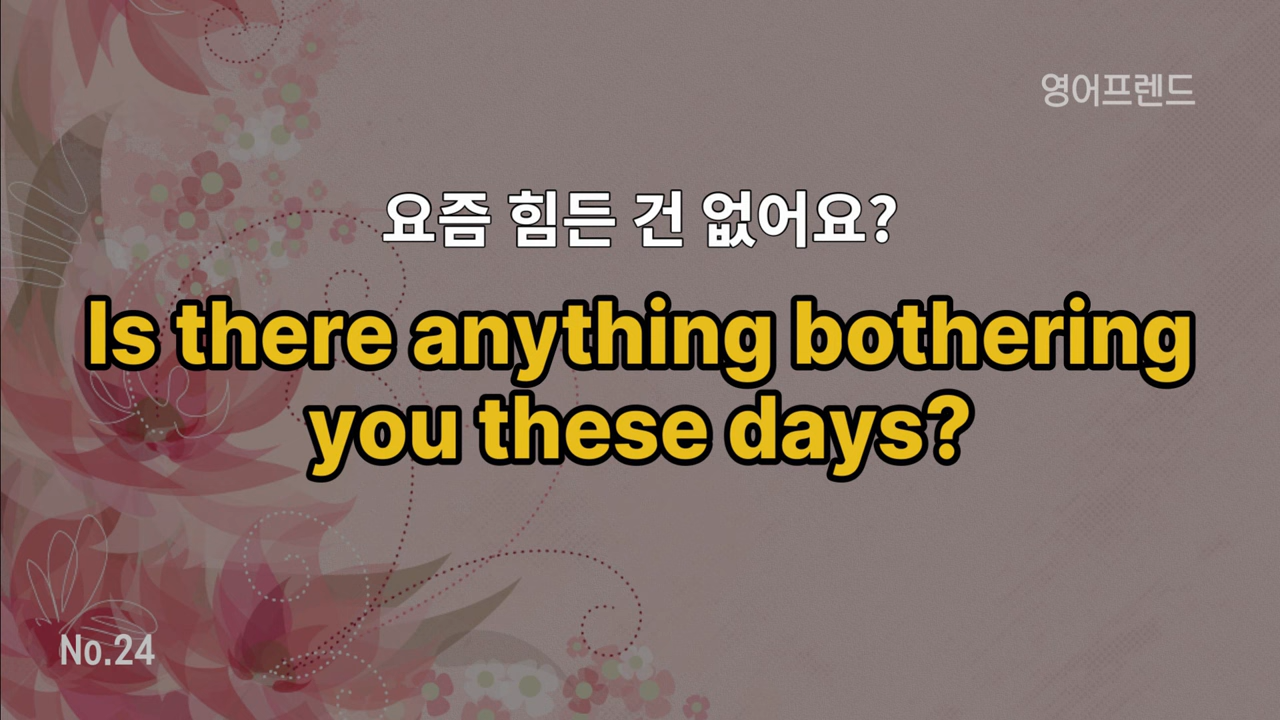 영어프렌드
요즘 힘든 건 없어요?
Is there anything bothering
you these days?
No.24